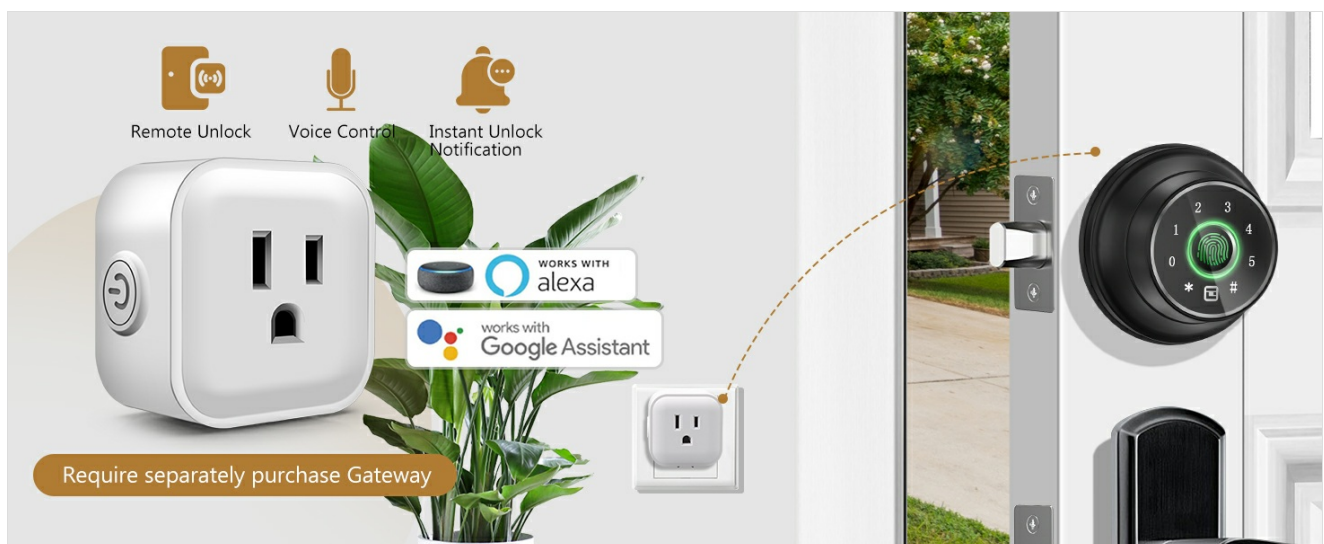 Remote Unlock
Voice Control
Instant Unlock
Notification
WORKS WITH
alexa
works with
Google Assistant
Require separately purchase Gateway
2 3
1 4
0 5
* #